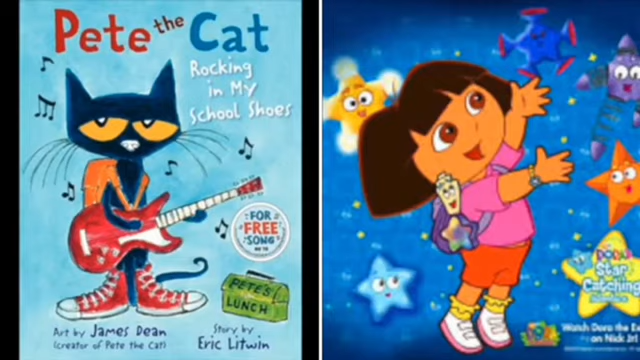 Pete the Cat
Rocking
in My
School Shoes
FOR
FREE
SONG
PETE'S
LUNCH
Art by James Dean
(creator of Pete the Cat)
Story by
Eric Litwin
Star
Catching
Watch Dora the Ex
on Nick Jr